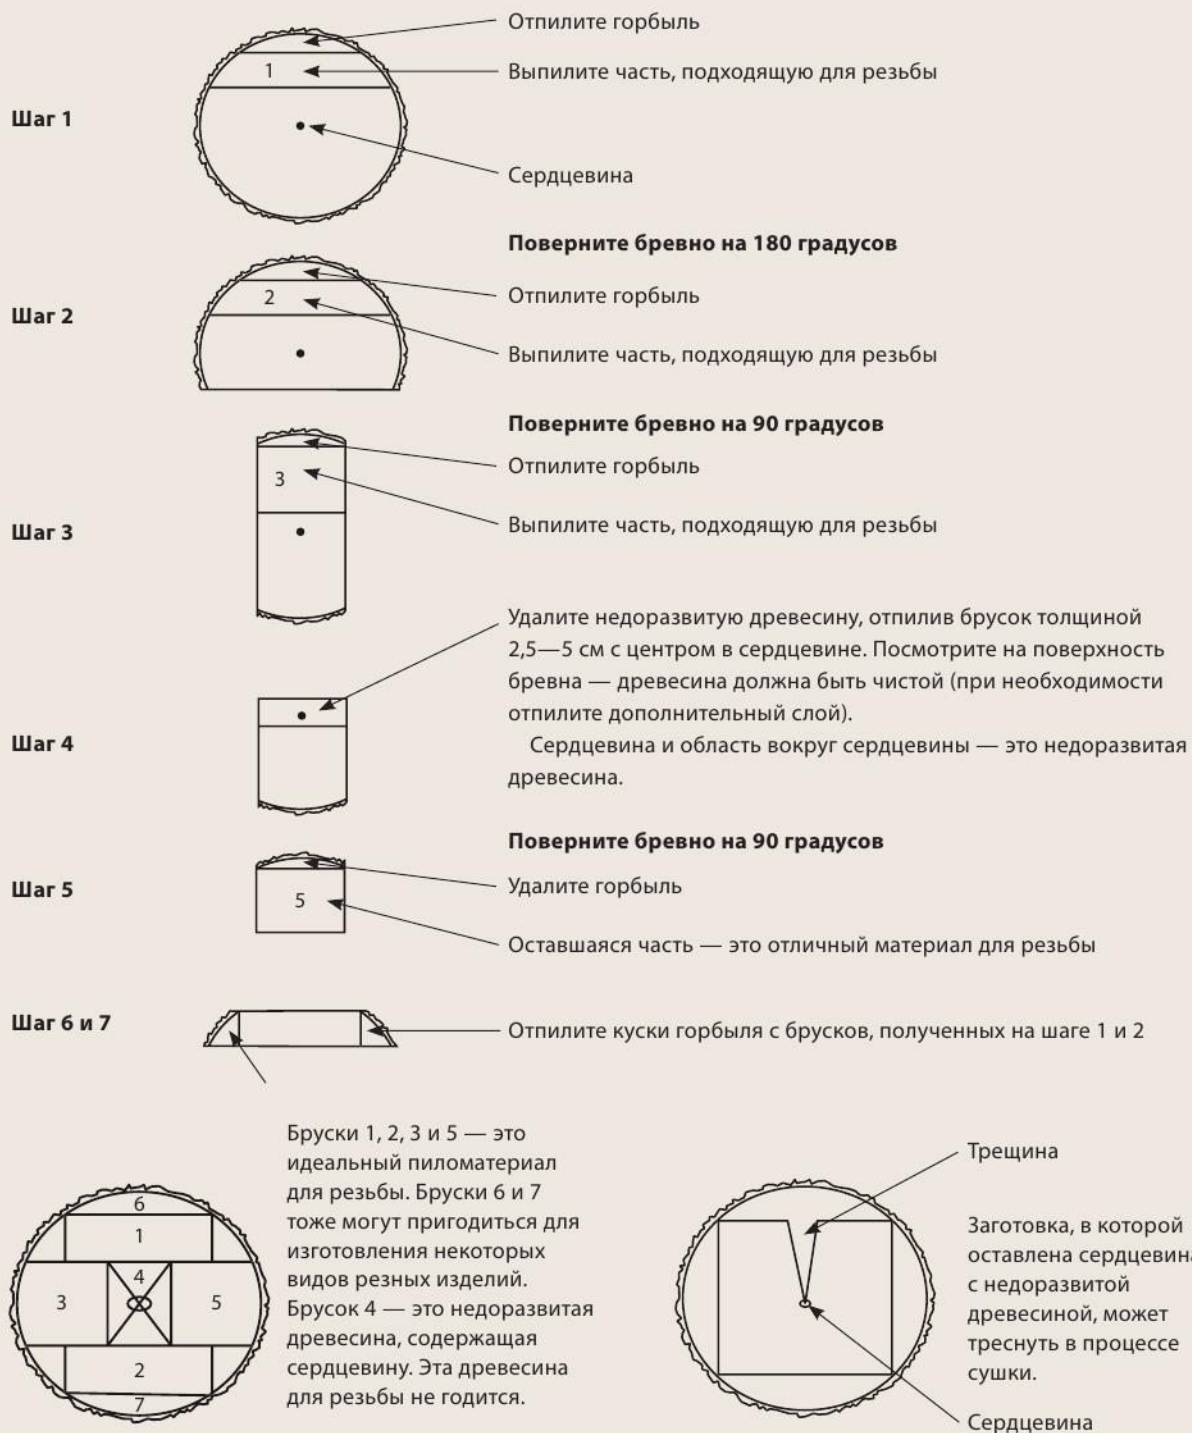 Отпилите горбыль
1
Выпилите часть, подходящую для резьбы
Шаг 1
Сердцевина
Поверните бревно на 180 градусов
Отпилите горбыль
2
Шаг 2
Выпилите часть, подходящую для резьбы
Поверните бревно на 90 градусов
Отпилите горбыль
3
Выпилите часть, подходящую для резьбы
Шаг 3
Удалите недоразвитую древесину, отпилив брусок толщиной
2,5—5 см с центром в сердцевине. Посмотрите на поверхность
бревна — древесина должна быть чистой (при необходимости
отпилите дополнительный слой).
Шаг 4
Сердцевина и область вокруг сердцевины — это недоразвитая
древесина.
Поверните бревно на 90 градусов
Шаг 5
Удалите горбыль
5
Оставшаяся часть — это отличный материал для резьбы
Шаг 6 и 7
Отпилите куски горбыля с брусков, полученных на шаге 1 и 2
6
1
4
3
5
2
7
Бруски 1, 2, 3 и 5 — это
идеальный пиломатериал
для резьбы. Бруски 6 и 7
тоже могут пригодиться для
изготовления некоторых
видов резных изделий.
Брусок 4 — это недоразвитая
древесина, содержащая
сердцевину. Эта древесина
для резьбы не годится.
Трещина
Заготовка, в которой
оставлена сердцевина
с недоразвитой
древесиной, может
треснуть в процессе
сушки.
Сердцевина